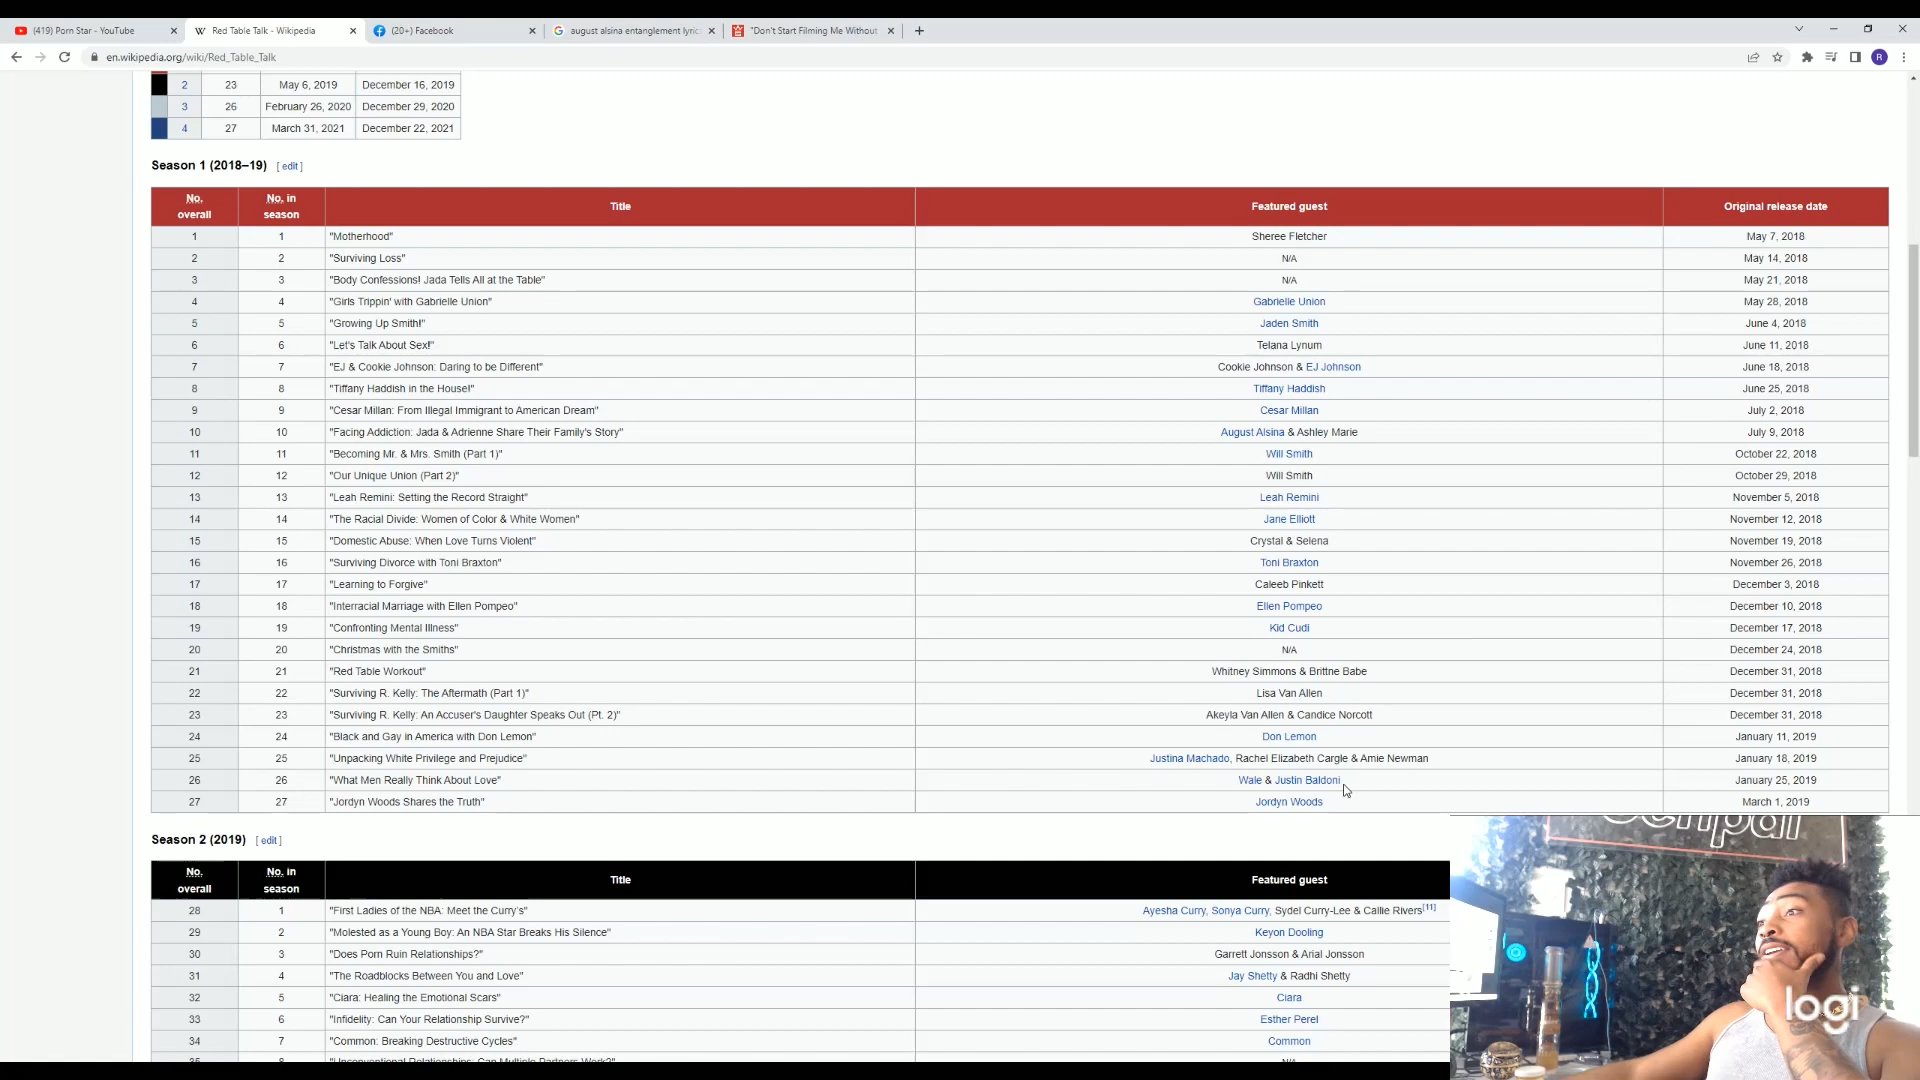 (419) Porn Star - YouTube
Red Table Talk - Wikipedia
(20+) Facebook
august alsina entanglement lyric
"Don't Start Filming Me Without
en.wikipedia.org/wiki/Red_Table_Talk
R
2 23 May 6, 2019 December 16, 2019
3 26 February 26, 2020 December 29, 2020
4 27 March 31, 2021 December 22, 2021
Season 1 (2018–19) [ edit ]
No. overall No. in season Title Featured guest Original release date
1 1 "Motherhood" Sheree Fletcher May 7, 2018
2 2 "Surviving Loss" N/A May 14, 2018
3 3 "Body Confessions! Jada Tells All at the Table" N/A May 21, 2018
4 4 "Girls Trippin' with Gabrielle Union" Gabrielle Union May 28, 2018
5 5 "Growing Up Smith!" Jaden Smith June 4, 2018
6 6 "Let's Talk About Sex!" Telana Lynum June 11, 2018
7 7 "EJ & Cookie Johnson: Daring to be Different" Cookie Johnson & EJ Johnson June 18, 2018
8 8 "Tiffany Haddish in the House!" Tiffany Haddish June 25, 2018
9 9 "Cesar Millan: From Illegal Immigrant to American Dream" Cesar Millan July 2, 2018
10 10 "Facing Addiction: Jada & Adrienne Share Their Family's Story" August Alsina & Ashley Marie July 9, 2018
11 11 "Becoming Mr. & Mrs. Smith (Part 1)" Will Smith October 22, 2018
12 12 "Our Unique Union (Part 2)" Will Smith October 29, 2018
13 13 "Leah Remini: Setting the Record Straight" Leah Remini November 5, 2018
14 14 "The Racial Divide: Women of Color & White Women" Jane Elliott November 12, 2018
15 15 "Domestic Abuse: When Love Turns Violent" Crystal & Selena November 19, 2018
16 16 "Surviving Divorce with Toni Braxton" Toni Braxton November 26, 2018
17 17 "Learning to Forgive" Caleeb Pinkett December 3, 2018
18 18 "Interracial Marriage with Ellen Pompeo" Ellen Pompeo December 10, 2018
19 19 "Confronting Mental Illness" Kid Cudi December 17, 2018
20 20 "Christmas with the Smiths" N/A December 24, 2018
21 21 "Red Table Workout" Whitney Simmons & Brittne Babe December 31, 2018
22 22 "Surviving R. Kelly: The Aftermath (Part 1)" Lisa Van Allen December 31, 2018
23 23 "Surviving R. Kelly: An Accuser's Daughter Speaks Out (Pt. 2)" Akeyla Van Allen & Candice Norcott December 31, 2018
24 24 "Black and Gay in America with Don Lemon" Don Lemon January 11, 2019
25 25 "Unpacking White Privilege and Prejudice" Justina Machado, Rachel Elizabeth Cargle & Amie Newman January 18, 2019
26 26 "What Men Really Think About Love" Wale & Justin Baldoni January 25, 2019
27 27 "Jordyn Woods Shares the Truth" Jordyn Woods March 1, 2019
Season 2 (2019) [ edit ]
No. overall No. in season Title Featured guest
28 1 "First Ladies of the NBA: Meet the Curry's" Ayesha Curry, Sonya Curry, Sydel Curry-Lee & Callie Rivers[11]
29 2 "Molested as a Young Boy: An NBA Star Breaks His Silence" Keyon Dooling
30 3 "Does Porn Ruin Relationships?" Garrett Jonsson & Arial Jonsson
31 4 "The Roadblocks Between You and Love" Jay Shetty & Radhi Shetty
32 5 "Ciara: Healing the Emotional Scars" Ciara
33 6 "Infidelity: Can Your Relationship Survive?" Esther Perel
34 7 "Common: Breaking Destructive Cycles" Common
35 8 "Unconventional Relationships: Can Multiple Partners Work?" N/A
logi